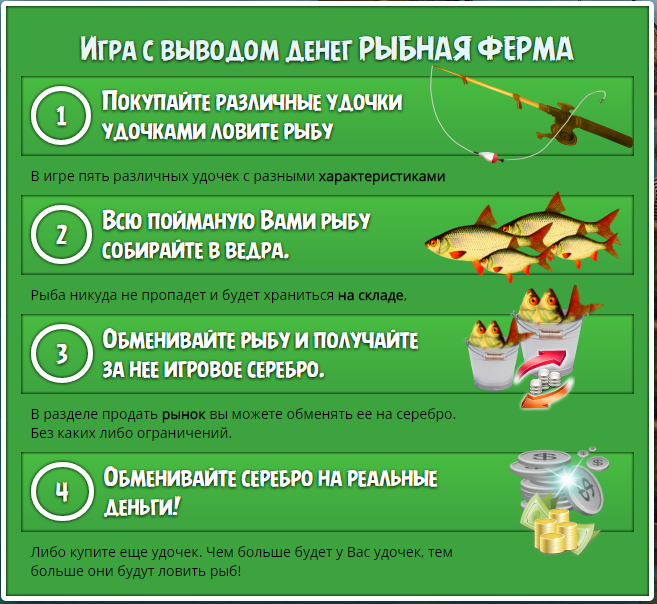 Игра с выводом денег РЫБНАЯ ФЕРМА
1
Покупайте различные удочки
удочками ловите рыбу
В игре пять различных удочек с разными характеристиками
2
Всю пойманую Вами рыбу
собирайте в ведра.
Рыба никуда не пропадет и будет храниться на складе,
3
Обменивайте рыбу и получайте
за нее игровое серебро.
В разделе продать рынок вы можете обменять ее на серебро.
Без каких либо ограничений.
4
Обменивайте серебро на реальные
деньги!
Либо купите еще удочек. Чем больше будет у Вас удочек, тем
больше они будут ловить рыб!